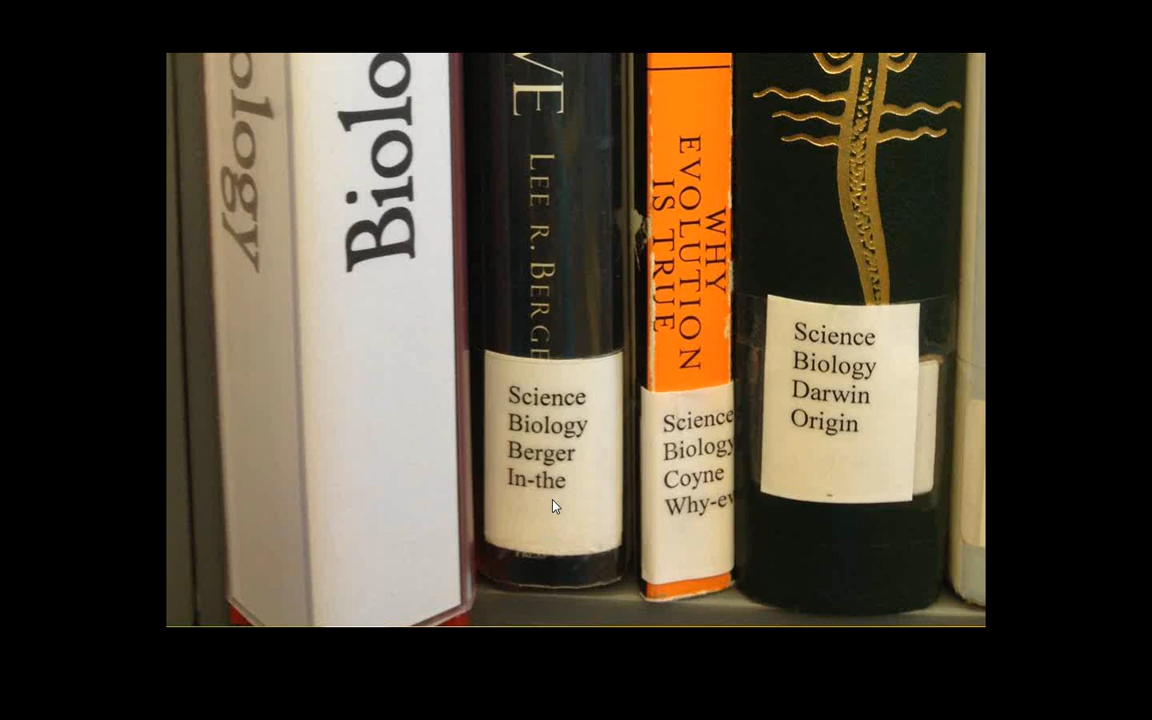 ology
Biolo
VE
LEE R. BERGE
Science
Biology
Berger
In-the
WHY
EVOLUTION
IS TRUE
Science
Biology
Coyne
Why-ev
Science
Biology
Darwin
Origin